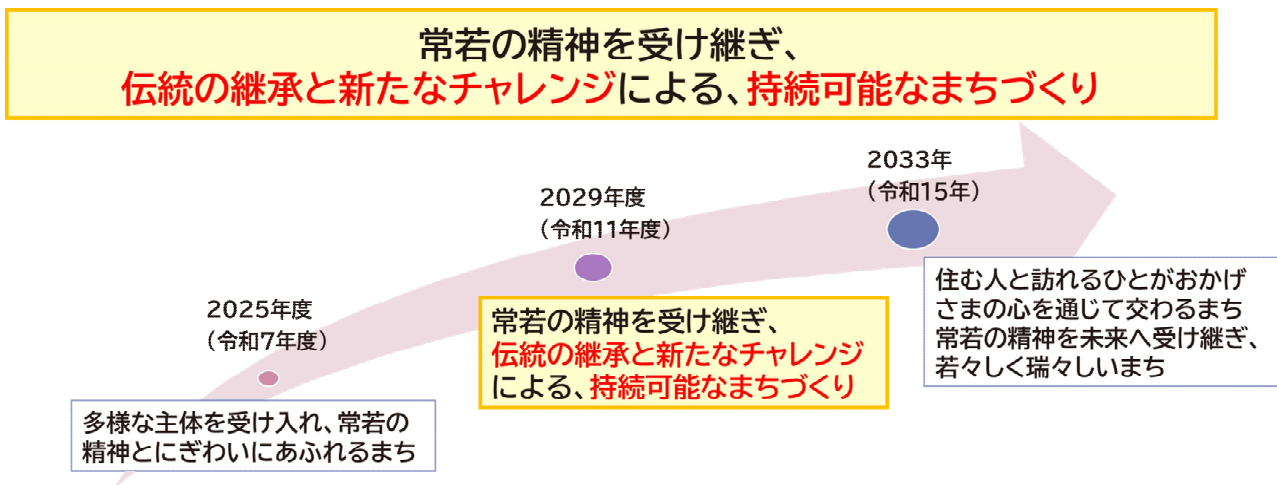 常若の精神を受け継ぎ、
伝統の継承と新たなチャレンジによる、持続可能なまちづくり
2033年
(令和15年)
2029年度
(令和11年度)
住む人と訪れるひとがおかげ
さまの心を通じて交わるまち
常若の精神を未来へ受け継ぎ、
若々しく瑞々しいまち
2025年度
(令和7年度)
常若の精神を受け継ぎ、
伝統の継承と新たなチャレンジ
による、持続可能なまちづくり
多様な主体を受け入れ、常若の
精神とにぎわいにあふれるまち